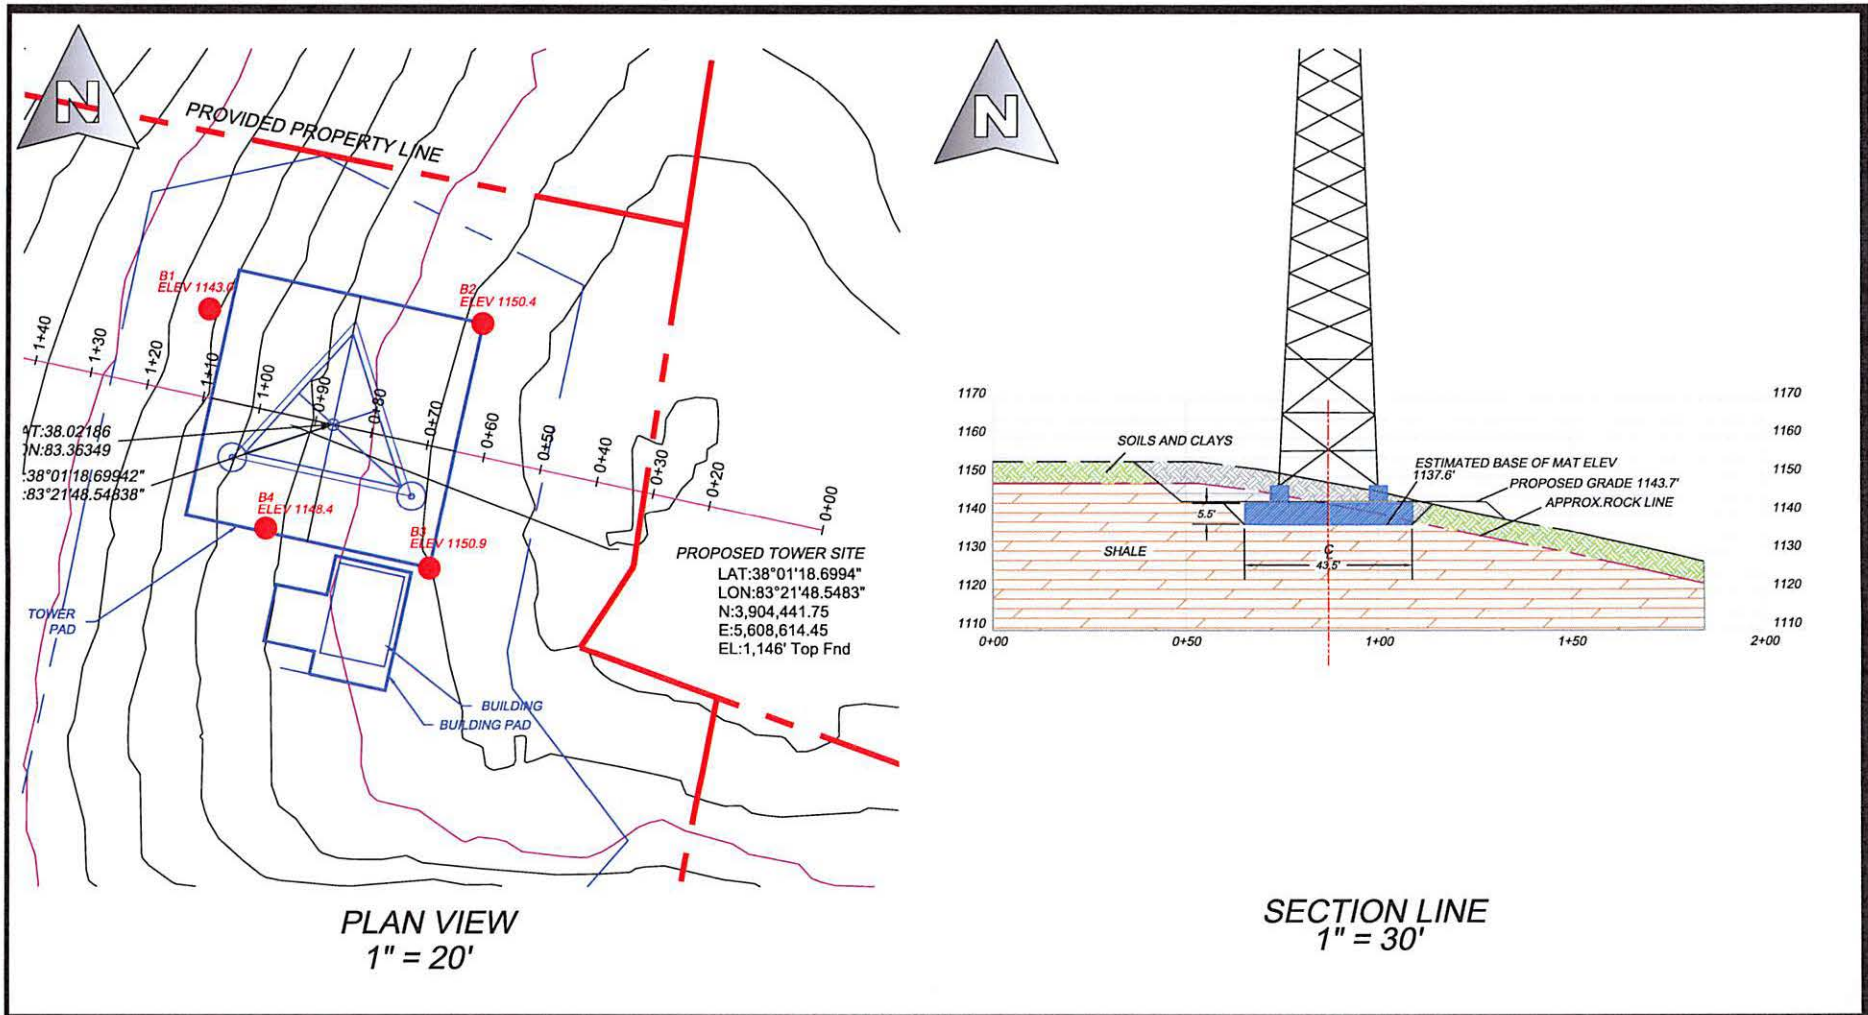 N
PROVIDED PROPERTY LINE
B1
ELEV 1143.0
B2
ELEV 1150.4
1+40
1+30
1+20
1+10
1+00
0+90
0+80
0+70
0+60
0+50
0+40
0+30
0+20
0+00
AT:38.02186
ON:83.36349
:38°01'18.69942"
:83°21'48.54838"
B4
ELEV 1148.4
B3
ELEV 1150.9
PROPOSED TOWER SITE
LAT:38°01'18.6994"
LON:83°21'48.5483"
N:3,904,441.75
E:5,608,614.45
EL:1,146' Top Fnd
TOWER
PAD
BUILDING
BUILDING PAD
PLAN VIEW
1" = 20'
N
1170
1160
1150
1140
1130
1120
1110
SOILS AND CLAYS
ESTIMATED BASE OF MAT ELEV
1137.6'
PROPOSED GRADE 1143.7'
APPROX.ROCK LINE
5.5'
SHALE
C
43.5'
1170
1160
1150
1140
1130
1120
1110
0+00
0+50
1+00
1+50
2+00
SECTION LINE
1" = 30'